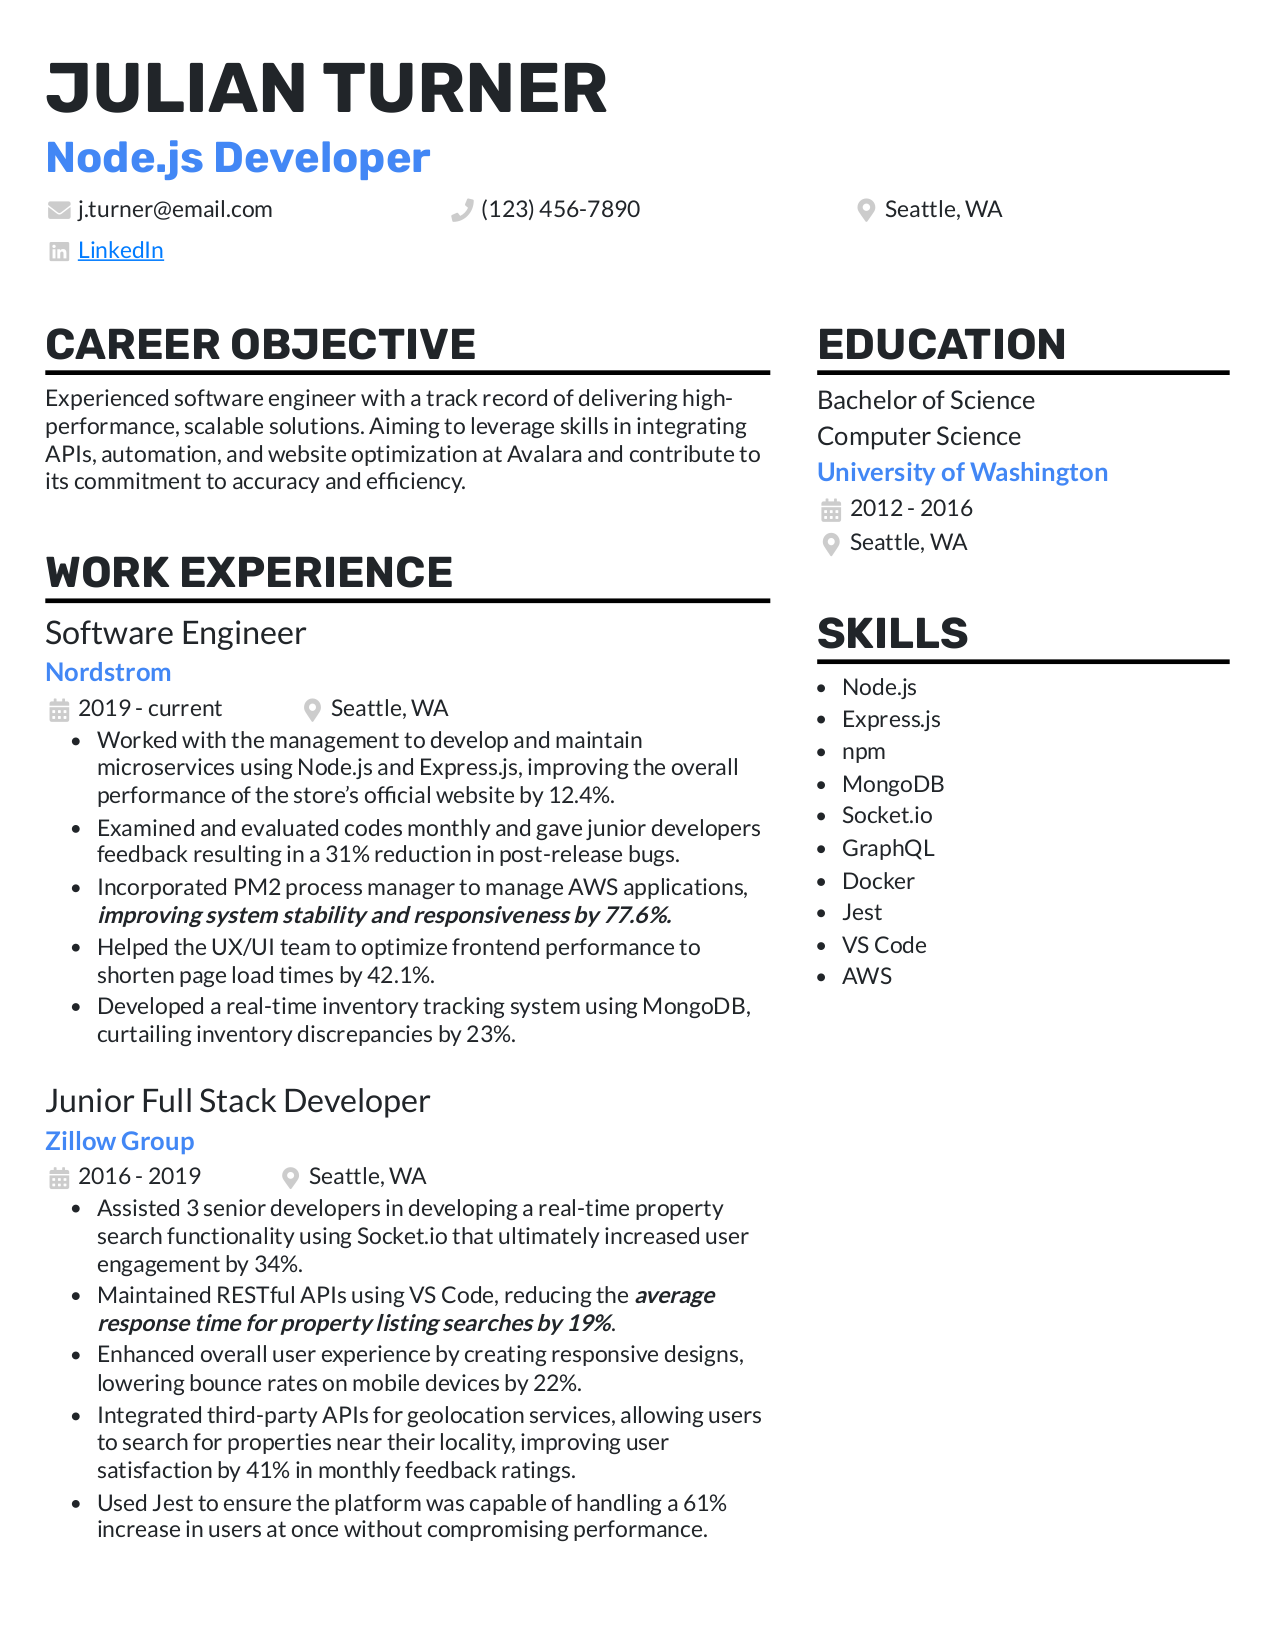 JULIAN TURNER
Node.js Developer
j.turner@email.com
(123) 456-7890
Seattle, WA
LinkedIn
CAREER OBJECTIVE
Experienced software engineer with a track record of delivering high-
performance, scalable solutions. Aiming to leverage skills in integrating
APIs, automation, and website optimization at Avalara and contribute to
its commitment to accuracy and efficiency.
WORK EXPERIENCE
Software Engineer
Nordstrom
2019 - current
Seattle, WA
• Worked with the management to develop and maintain
microservices using Node.js and Express.js, improving the overall
performance of the store’s official website by 12.4%.
• Examined and evaluated codes monthly and gave junior developers
feedback resulting in a 31% reduction in post-release bugs.
• Incorporated PM2 process manager to manage AWS applications,
improving system stability and responsiveness by 77.6%.
• Helped the UX/UI team to optimize frontend performance to
shorten page load times by 42.1%.
• Developed a real-time inventory tracking system using MongoDB,
curtailing inventory discrepancies by 23%.
Junior Full Stack Developer
Zillow Group
2016 - 2019
Seattle, WA
• Assisted 3 senior developers in developing a real-time property
search functionality using Socket.io that ultimately increased user
engagement by 34%.
• Maintained RESTful APIs using VS Code, reducing the average
response time for property listing searches by 19%.
• Enhanced overall user experience by creating responsive designs,
lowering bounce rates on mobile devices by 22%.
• Integrated third-party APIs for geolocation services, allowing users
to search for properties near their locality, improving user
satisfaction by 41% in monthly feedback ratings.
• Used Jest to ensure the platform was capable of handling a 61%
increase in users at once without compromising performance.
EDUCATION
Bachelor of Science
Computer Science
University of Washington
2012 - 2016
Seattle, WA
SKILLS
• Node.js
• Express.js
• npm
• MongoDB
• Socket.io
• GraphQL
• Docker
• Jest
• VS Code
• AWS